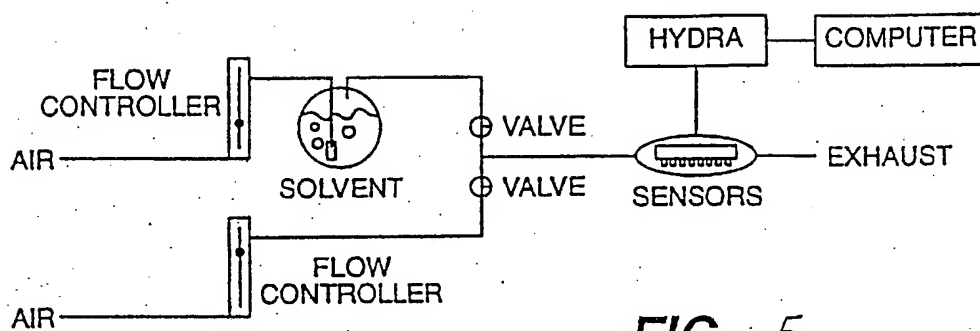 HYDRA
COMPUTER
FLOW
CONTROLLER
AIR
SOLVENT
VALVE
VALVE
SENSORS
EXHAUST
FLOW
CONTROLLER
AIR
FIG. 5